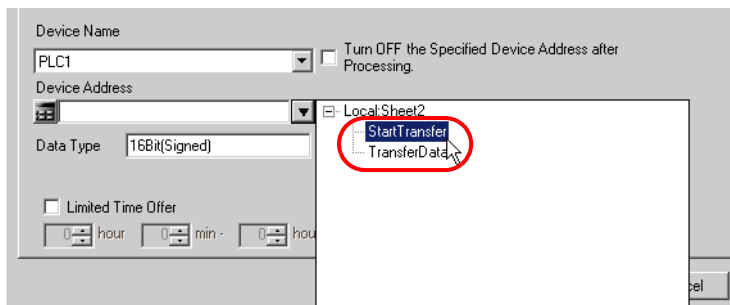 Device Name
PLC1
Turn OFF the Specified Device Address after
Processing.
Device Address
Local:Sheet2
StartTransfer
TransferData
Data Type 16Bit(Signed)
Limited Time Offer
0 hour 0 min - 0 hou
cel